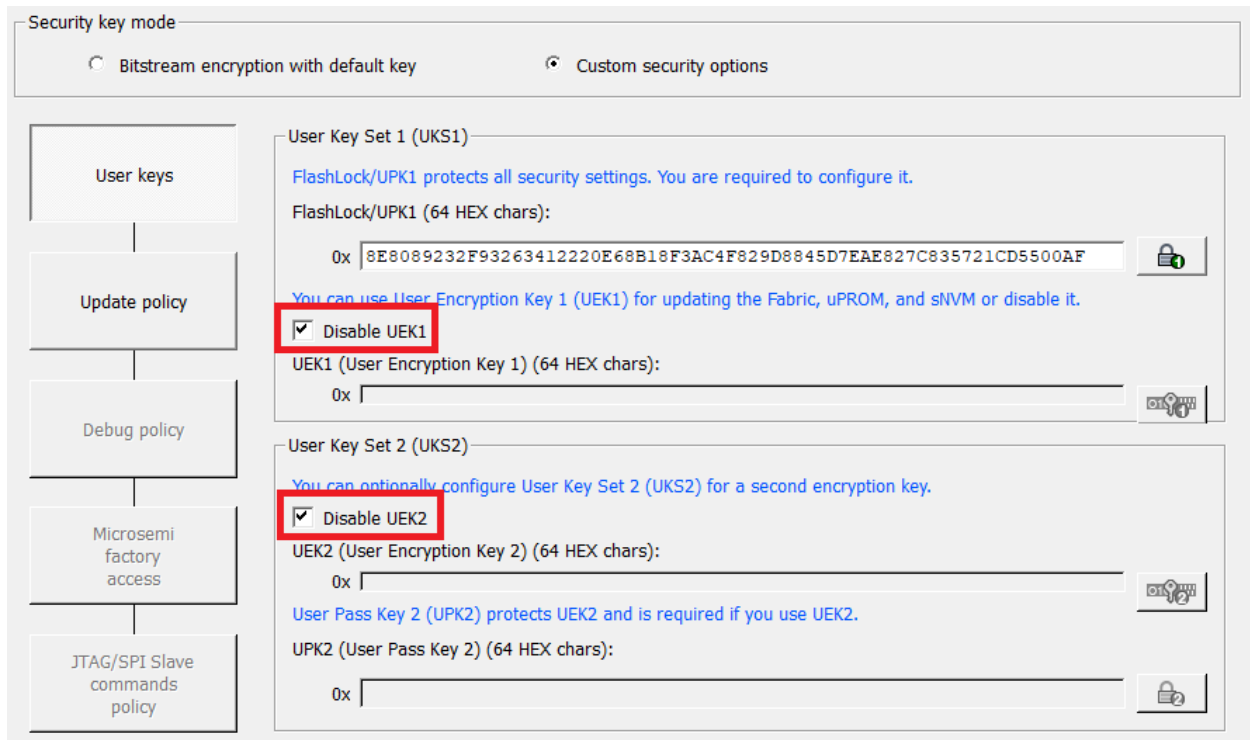 Security key mode
Bitstream encryption with default key
Custom security options
User keys
Update policy
Debug policy
Microsemi
factory
access
JTAG/SPI Slave
commands
policy
User Key Set 1 (UKS1)
FlashLock/UPK1 protects all security settings. You are required to configure it.
FlashLock/UPK1 (64 HEX chars):
0x 8E8089232F93263412220E68B18F3AC4F829D8845D7EAE827C835721CD5500AF
1
You can use User Encryption Key 1 (UEK1) for updating the Fabric, uPROM, and sNVM or disable it.
Disable UEK1
UEK1 (User Encryption Key 1) (64 HEX chars):
0x
01 1
User Key Set 2 (UKS2)
You can optionally configure User Key Set 2 (UKS2) for a second encryption key.
Disable UEK2
UEK2 (User Encryption Key 2) (64 HEX chars):
0x
01 2
User Pass Key 2 (UPK2) protects UEK2 and is required if you use UEK2.
UPK2 (User Pass Key 2) (64 HEX chars):
0x
2